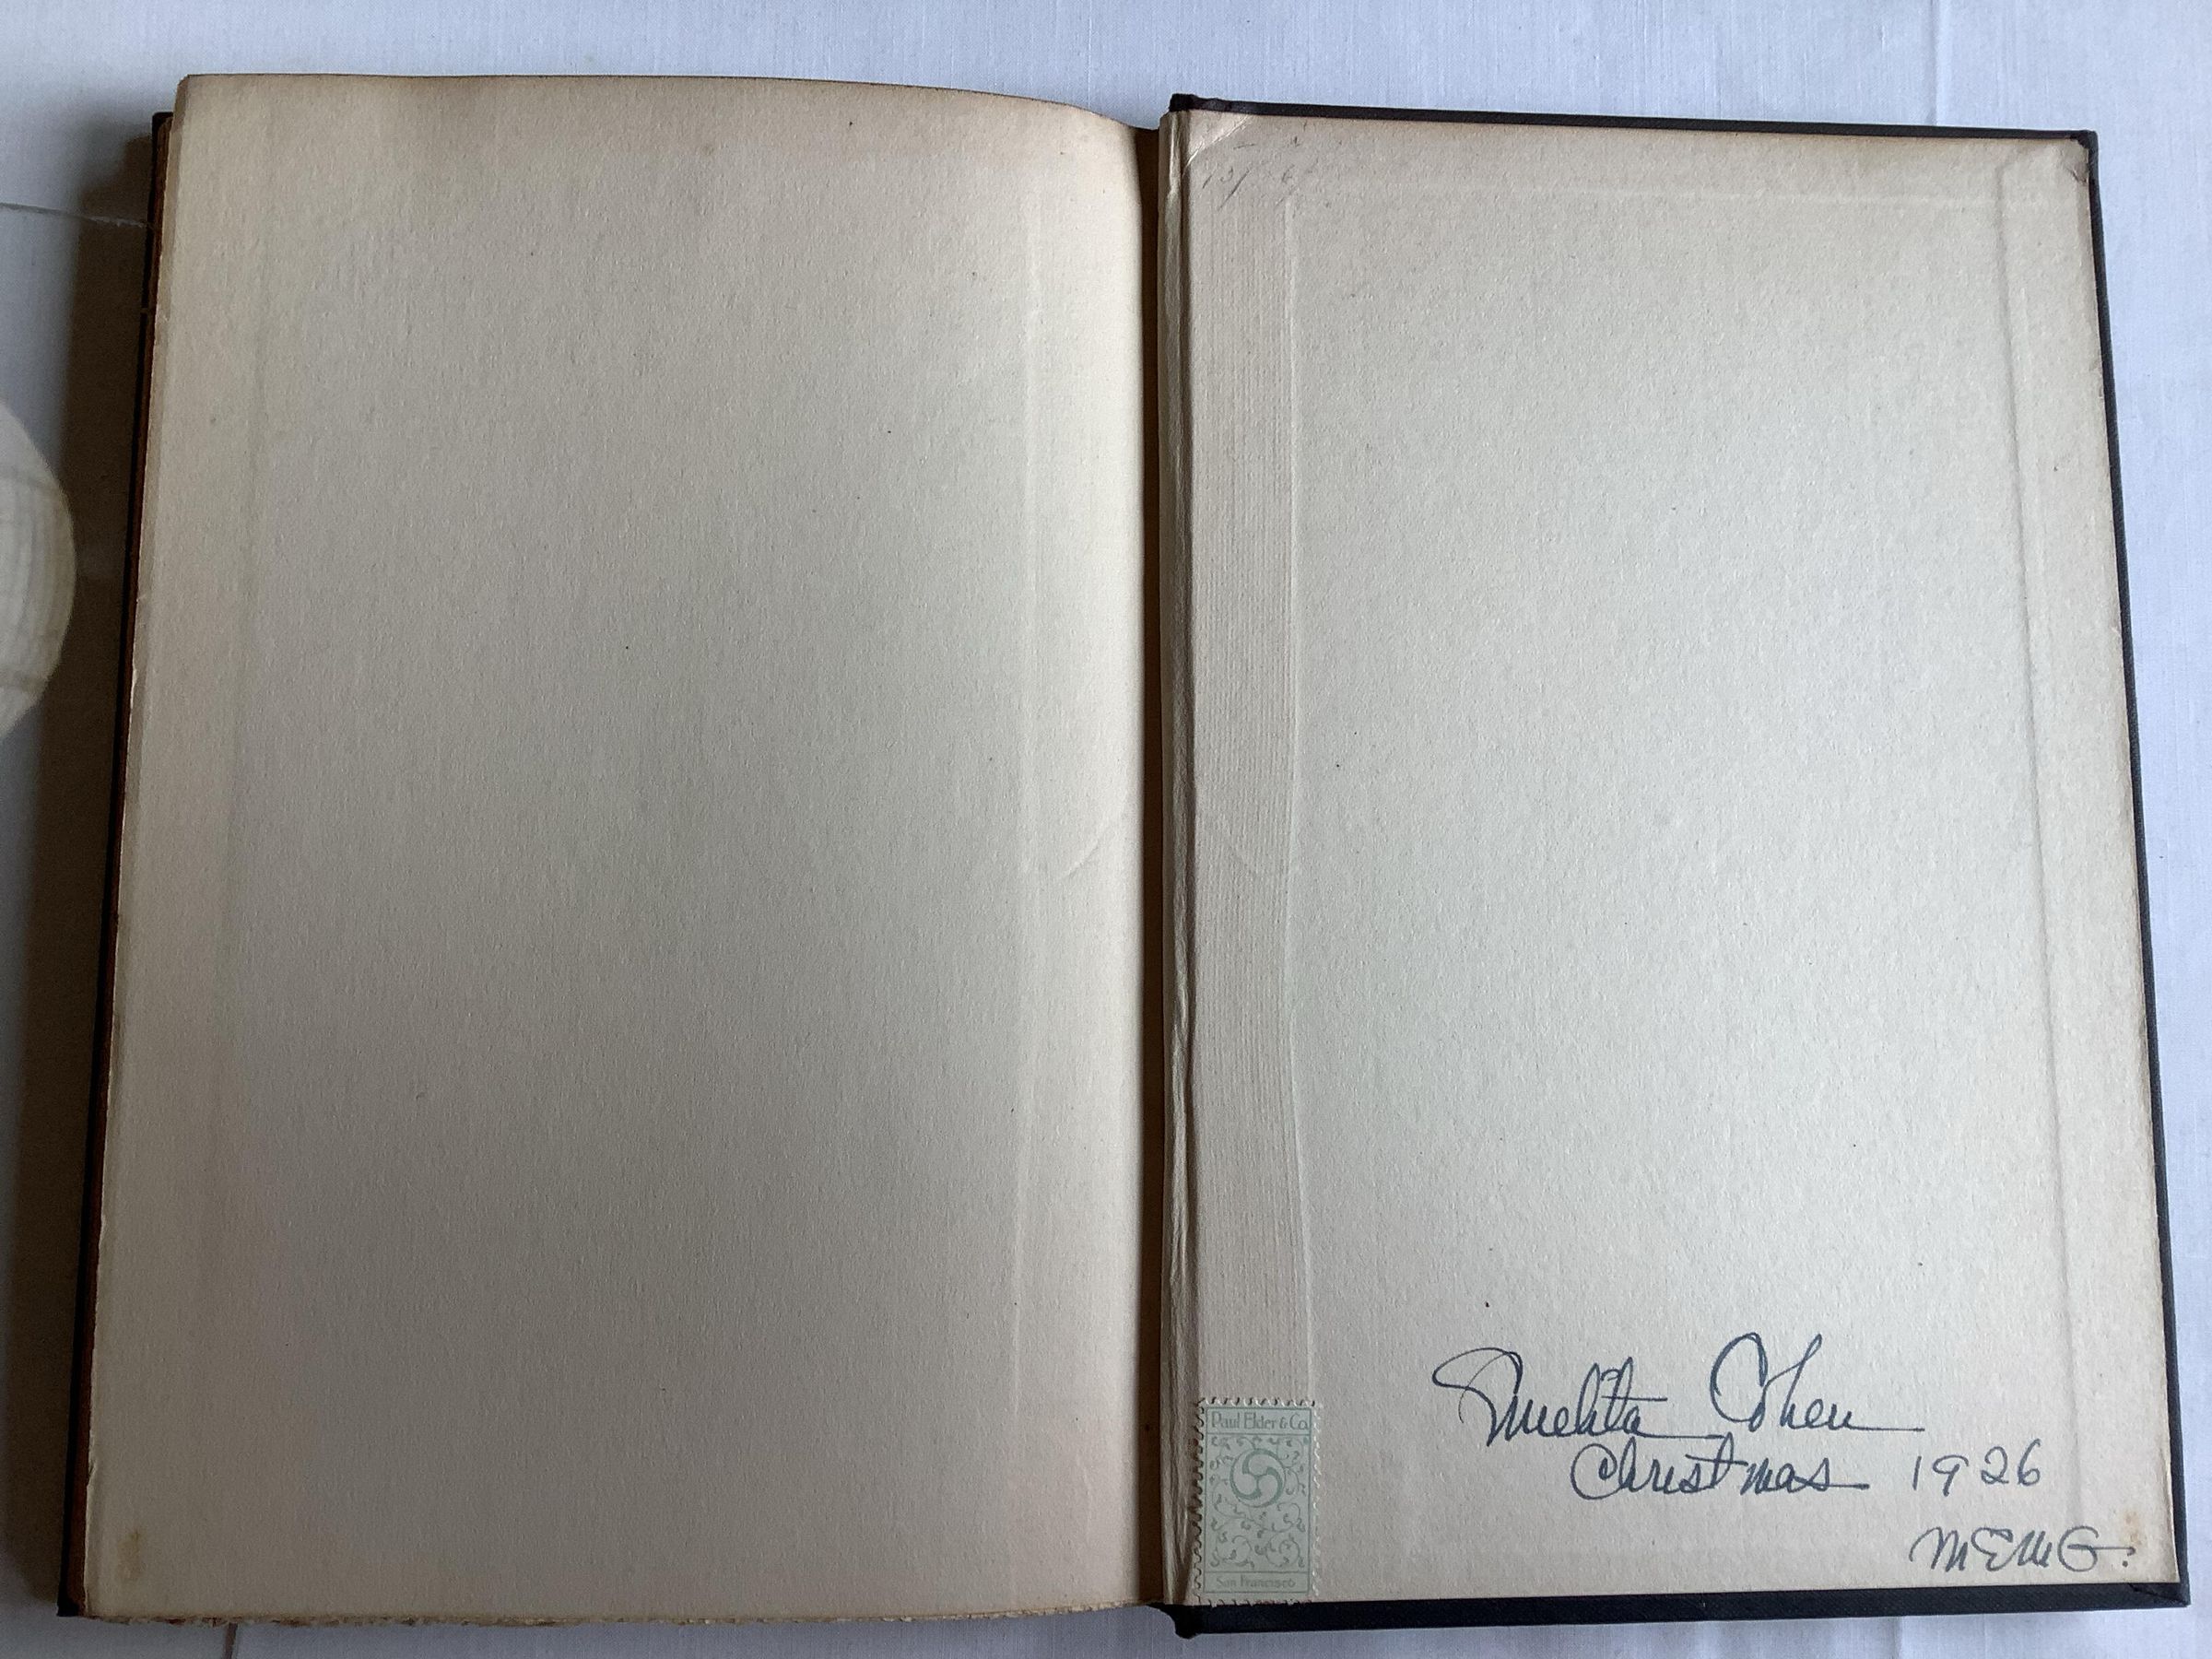 Melita Cohen
Christmas 1926
MEMG.
Paul Elder & Co.
San Francisco